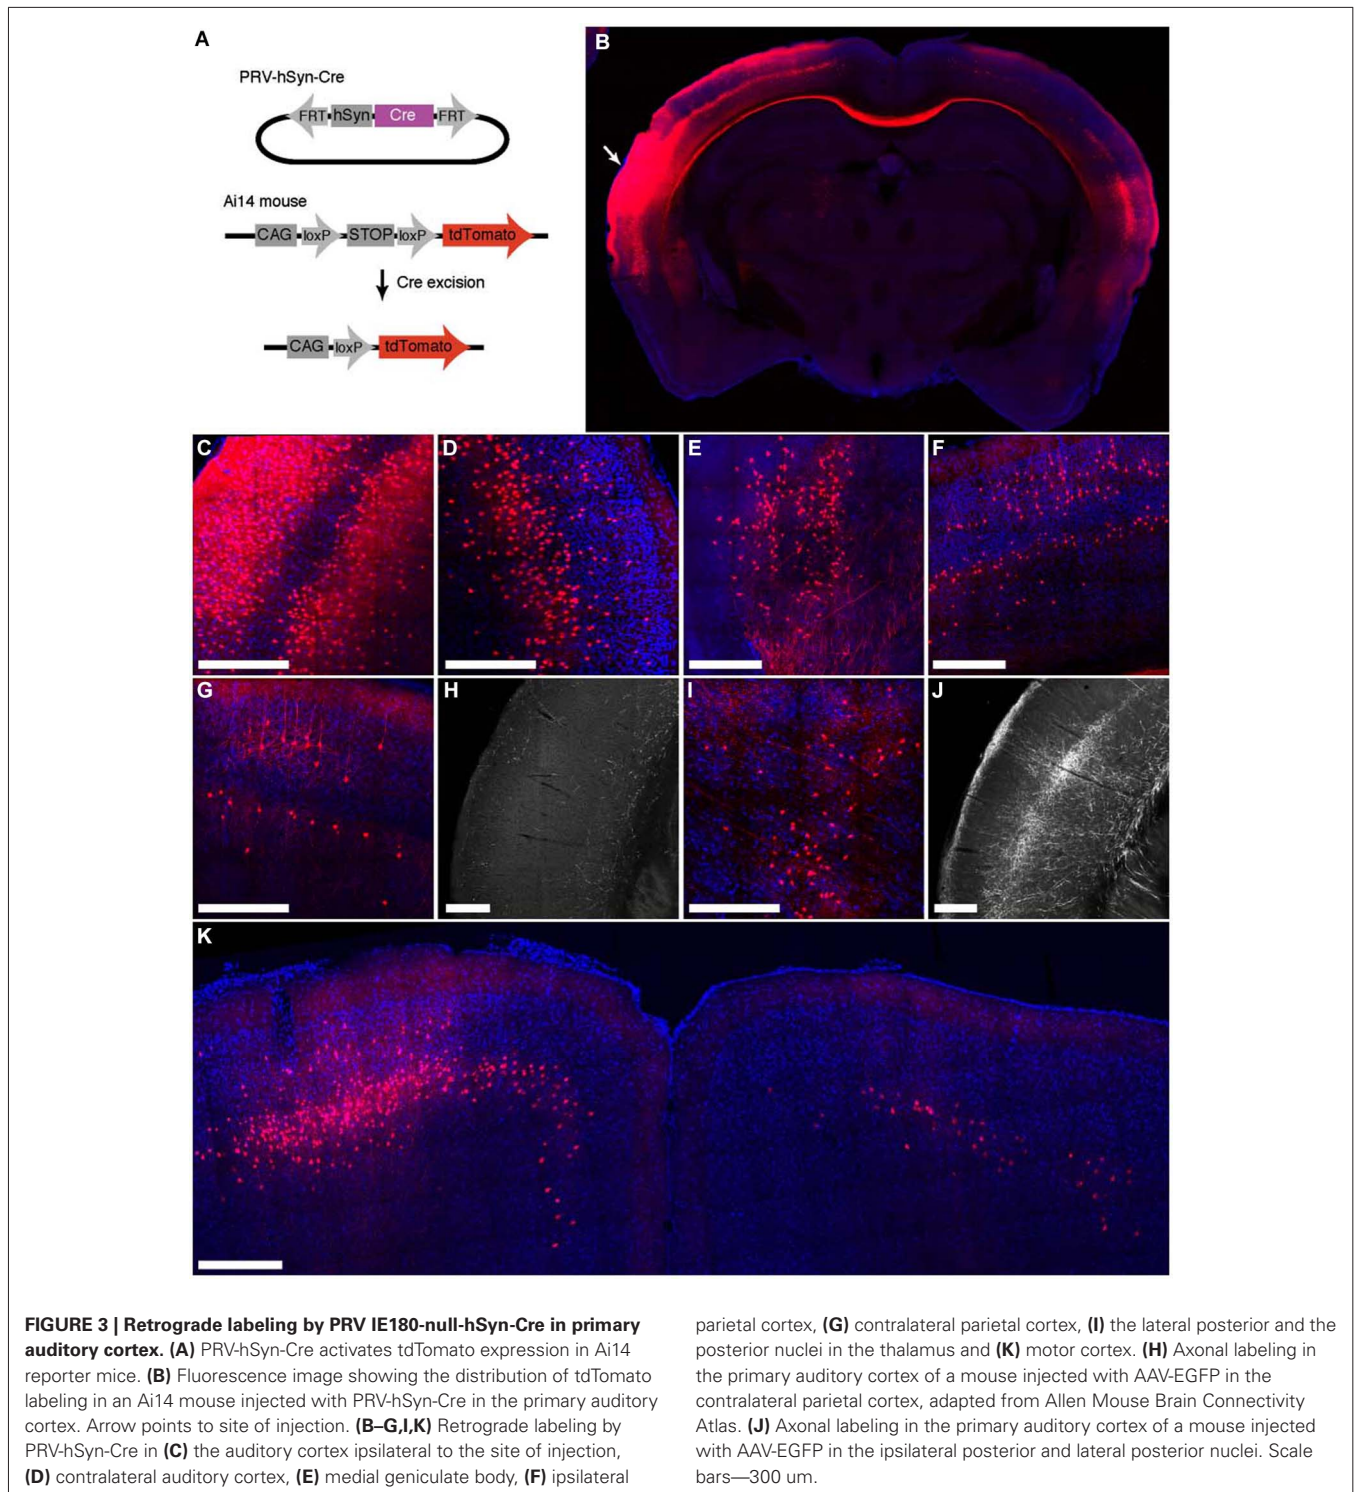 A
PRV-hSyn-Cre
FRT hSyn Cre FRT
Ai14 mouse
CAG loxP STOP loxP tdTomato
Cre excision
CAG loxP tdTomato
B
C
D
E
F
G
H
I
J
K
FIGURE 3 | Retrograde labeling by PRV IE180-null-hSyn-Cre in primary
auditory cortex. (A) PRV-hSyn-Cre activates tdTomato expression in Ai14
reporter mice. (B) Fluorescence image showing the distribution of tdTomato
labeling in an Ai14 mouse injected with PRV-hSyn-Cre in the primary auditory
cortex. Arrow points to site of injection. (B–G,I,K) Retrograde labeling by
PRV-hSyn-Cre in (C) the auditory cortex ipsilateral to the site of injection,
(D) contralateral auditory cortex, (E) medial geniculate body, (F) ipsilateral
parietal cortex, (G) contralateral parietal cortex, (I) the lateral posterior and the
posterior nuclei in the thalamus and (K) motor cortex. (H) Axonal labeling in
the primary auditory cortex of a mouse injected with AAV-EGFP in the
contralateral parietal cortex, adapted from Allen Mouse Brain Connectivity
Atlas. (J) Axonal labeling in the primary auditory cortex of a mouse injected
with AAV-EGFP in the ipsilateral posterior and lateral posterior nuclei. Scale
bars—300 um.